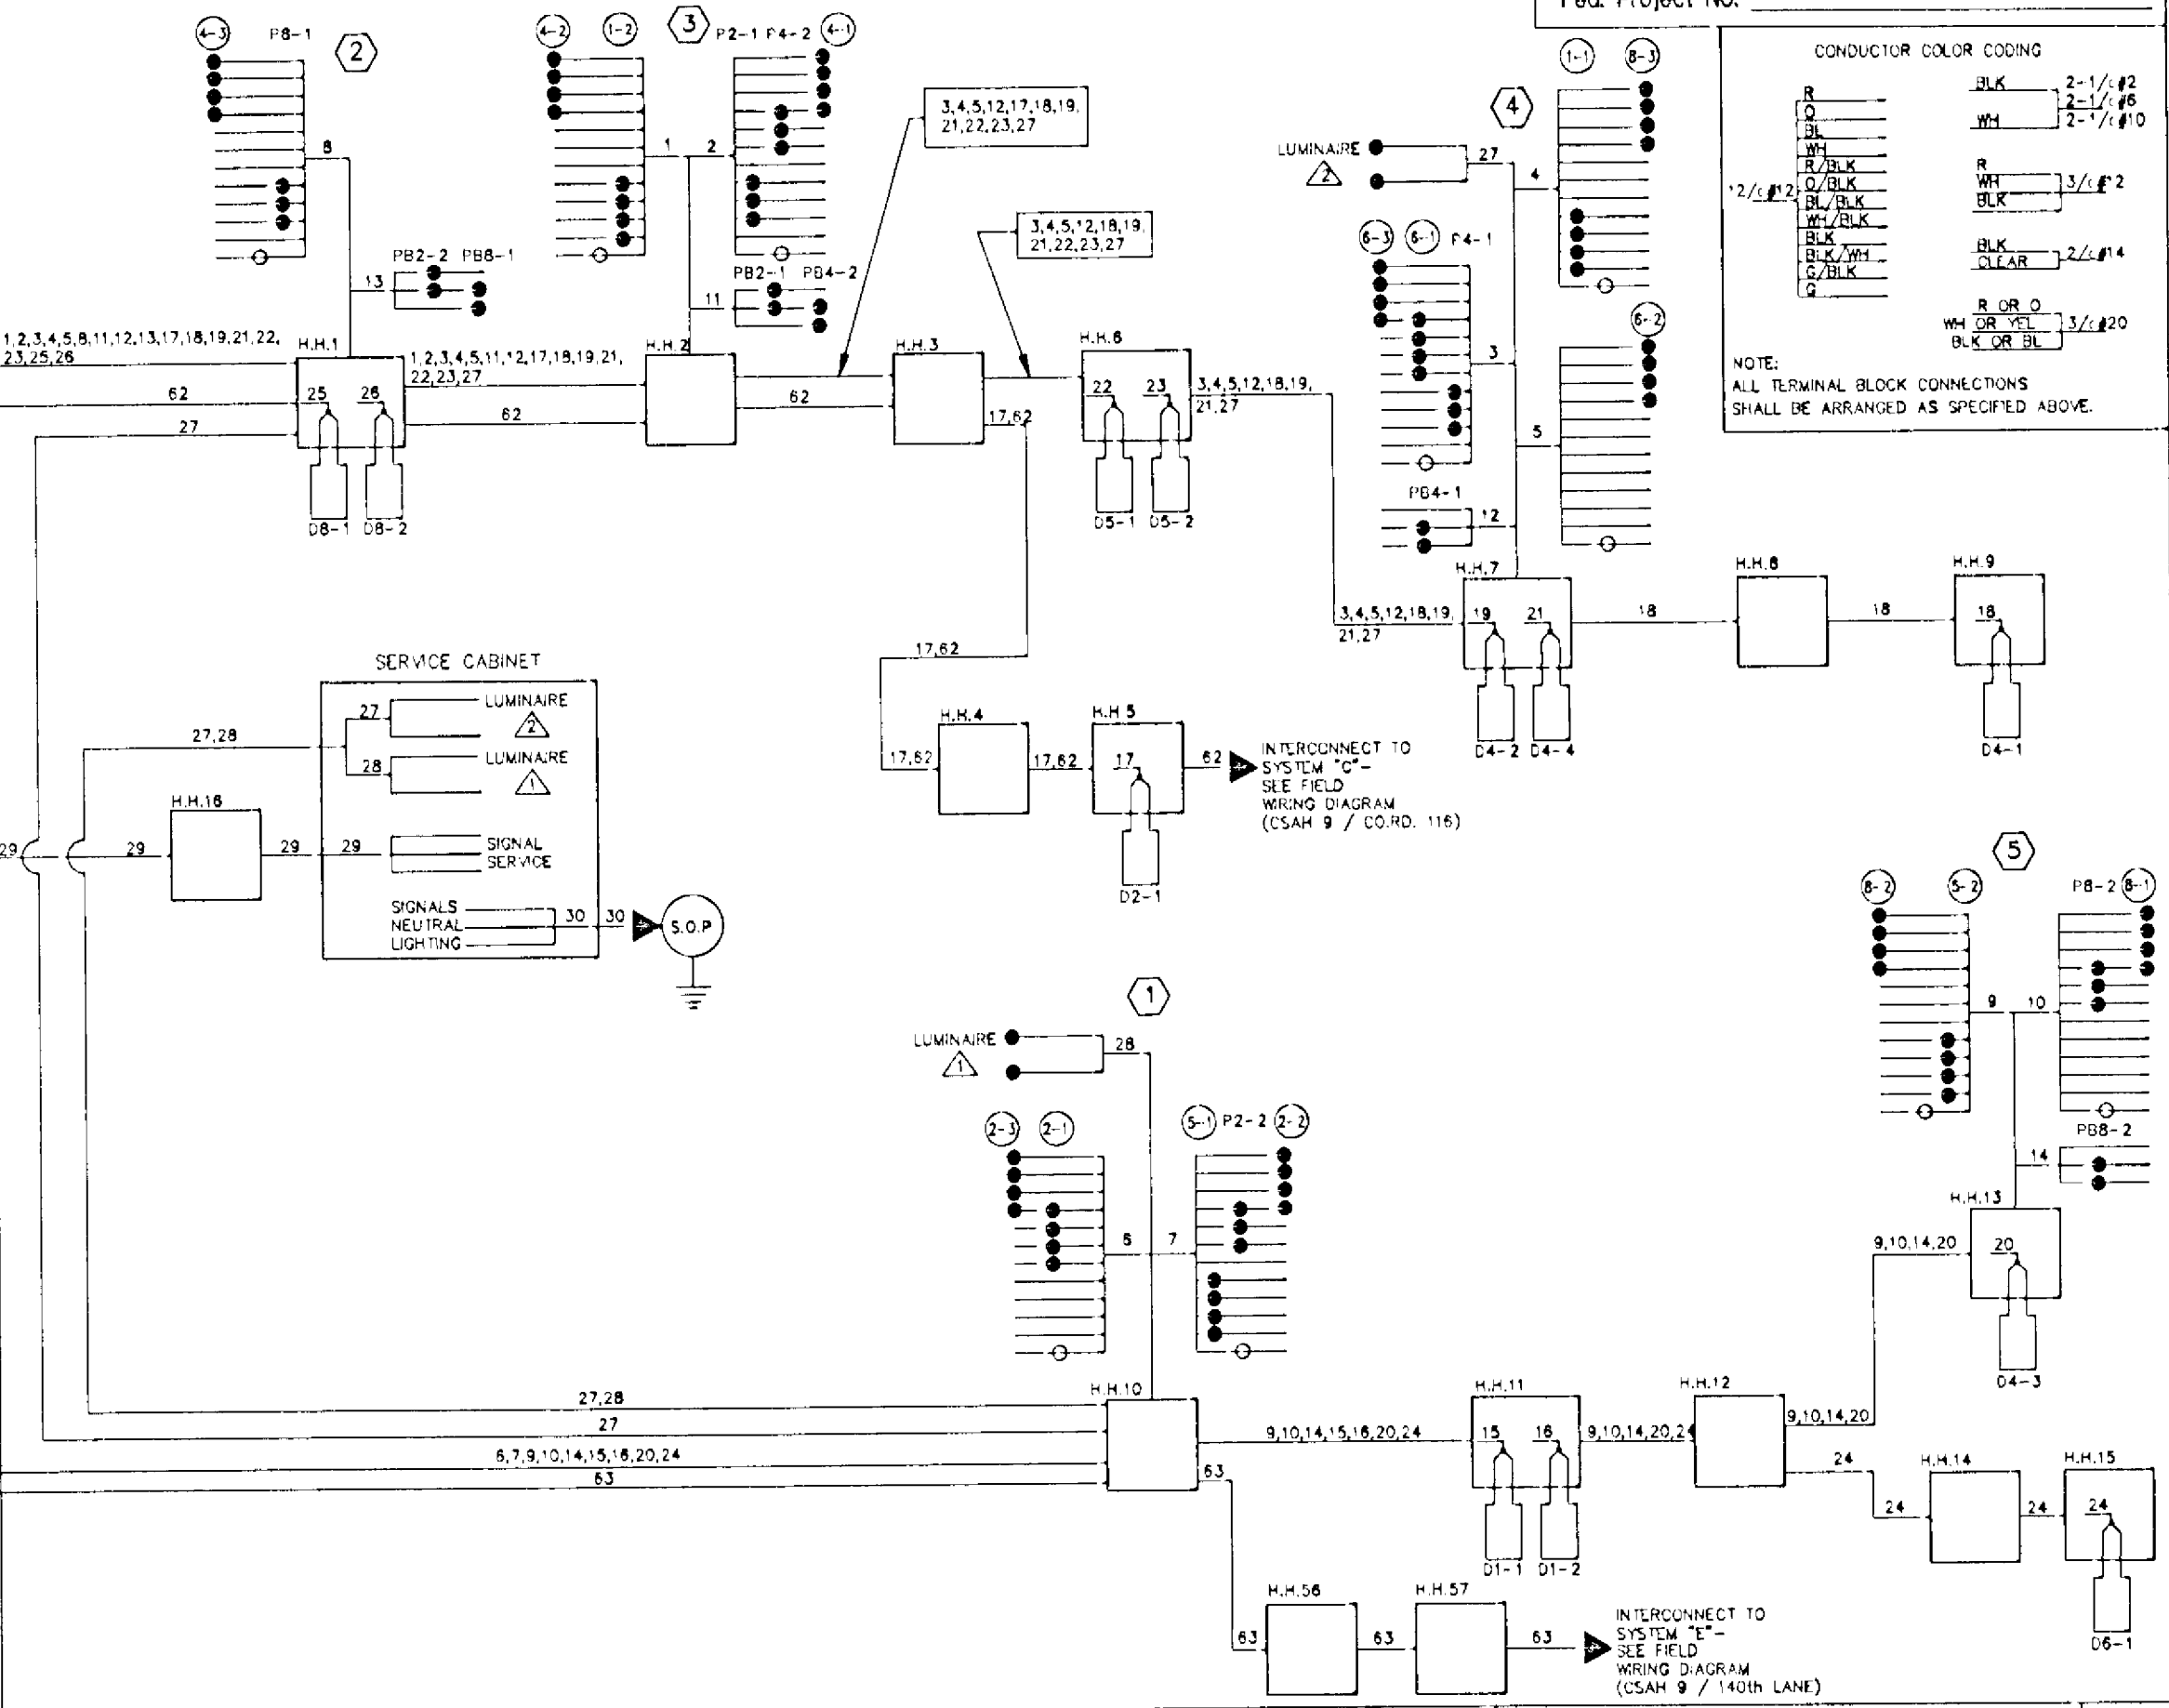 Fed. Project No.
CONDUCTOR COLOR CODING
R
O
BL
WH
R/BLK
O/BLK
BL/BLK
WH/BLK
BLK
BLK/WH
G/BLK
G
12/c #12
BLK
WH
2-1/c #2
2-1/c #6
2-1/c #10
R
WH
BLK
3/c #12
BLK
CLEAR
2/c #14
R OR O
WH OR YEL
BLK OR BL
3/c #20
NOTE:
ALL TERMINAL BLOCK CONNECTIONS
SHALL BE ARRANGED AS SPECIFIED ABOVE.
4-3 P8-1
2
8
PB2-2 PB8-1
13
4-2 1-2
3
P2-1 P4-2 4-1
1 2
PB2-1 PB4-2
11
3,4,5,12,17,18,19,
21,22,23,27
3,4,5,12,18,19,
21,22,23,27
1-1 8-3
4
LUMINAIRE
2
27
4
6-3 6-1 P4-1
3
6-2
5
PB4-1
12
1,2,3,4,5,8,11,12,13,17,18,19,21,22,
23,25,26
62
27
H.H.1
25 26
D8-1 D8-2
1,2,3,4,5,11,12,17,18,19,21,
22,23,27
62
H.H.2
62
H.H.3
17,62
H.H.6
22 23
D5-1 D5-2
3,4,5,12,18,19,
21,27
3,4,5,12,18,19,
21,27
H.H.7
19 21
D4-2 D4-4
18
H.H.8
18
H.H.9
18
D4-1
17,62
17,62
H.H.4
17,62
H.H 5
17
D2-1
62
INTERCONNECT TO
SYSTEM "C"-
SEE FIELD
WIRING DIAGRAM
(CSAH 9 / CO.RD. 116)
SERVICE CABINET
27
LUMINAIRE
2
28
LUMINAIRE
1
27,28
29
29
H.H.16
29
29
SIGNAL
SERVICE
SIGNALS
NEUTRAL
LIGHTING
30 30
S.O.P
1
LUMINAIRE
1
28
2-3 2-1
6
5-1 P2-2 2-2
7
5
8-2 5-2
P8-2 8-1
9 10
PB8-2
14
H.H.13
20
D4-3
9,10,14,20
27,28
27
6,7,9,10,14,15,16,20,24
63
H.H.10
9,10,14,15,16,20,24
63
H.H.11
15 16
D1-1 D1-2
9,10,14,20,24
H.H.12
9,10,14,20
24
24
H.H.14
24
H.H.15
24
D6-1
63
H.H.56
63
H.H.57
63
INTERCONNECT TO
SYSTEM "E"-
SEE FIELD
WIRING DIAGRAM
(CSAH 9 / 140th LANE)